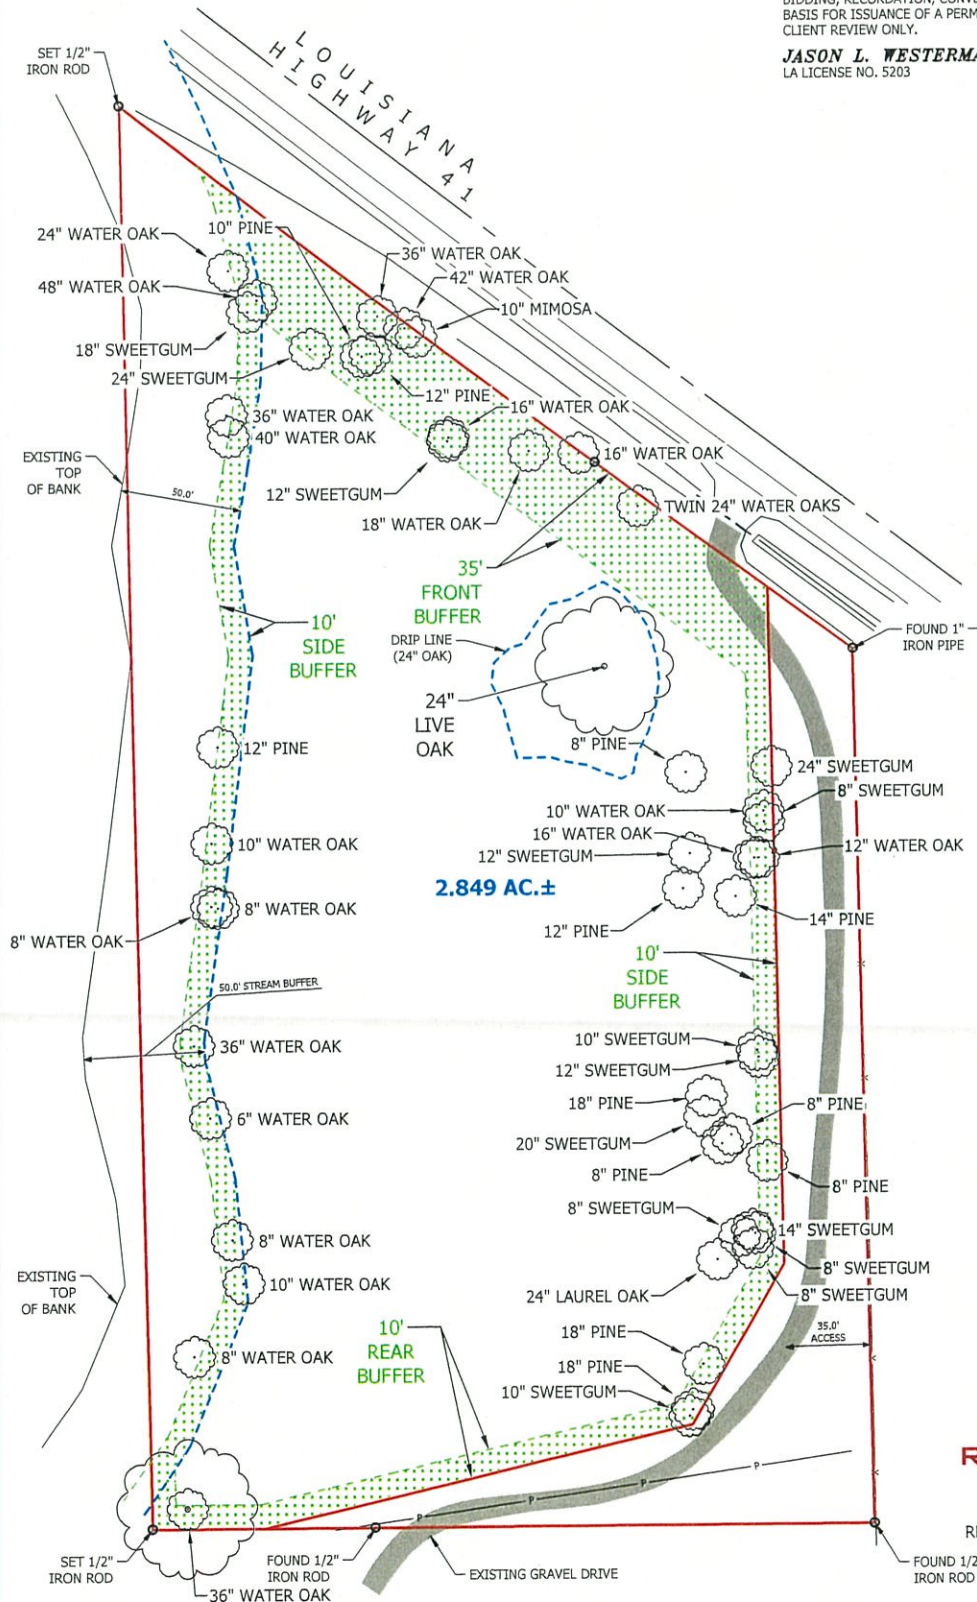 BASIS FOR ISSUANCE OF A
CLIENT REVIEW ONLY.
JASON L.
LA LICENSE NO. 5203
SET 1/2"
IRON ROD
LOUISIANA
HIGHWAY 41
24" WATER OAK
10" PINE
36" WATER OAK
48" WATER OAK
42" WATER OAK
10" MIMOSA
18" SWEETGUM
24" SWEETGUM
12" PINE
36" WATER OAK
16" WATER OAK
40" WATER OAK
16" WATER OAK
EXISTING
TOP
OF BANK
50.0'
12" SWEETGUM
18" WATER OAK
TWIN 24" WATER OAKS
35'
FRONT
BUFFER
10'
SIDE
BUFFER
DRIP LINE
(24" OAK)
FOUND 1"
IRON PIPE
24"
LIVE
OAK
8" PINE
12" PINE
24" SWEETGUM
8" SWEETGUM
10" WATER OAK
16" WATER OAK
10" WATER OAK
12" WATER OAK
12" SWEETGUM
2.849 AC.±
8" WATER OAK
14" PINE
12" PINE
8" WATER OAK
10'
SIDE
BUFFER
50.0' STREAM BUFFER
36" WATER OAK
10" SWEETGUM
12" SWEETGUM
18" PINE
8" PINE
6" WATER OAK
20" SWEETGUM
8" PINE
8" PINE
8" SWEETGUM
14" SWEETGUM
8" WATER OAK
8" SWEETGUM
EXISTING
TOP
OF BANK
10" WATER OAK
24" LAUREL OAK
8" SWEETGUM
10'
REAR
BUFFER
18" PINE
35.0'
ACCESS
8" WATER OAK
18" PINE
10" SWEETGUM
P
P
P
P
SET 1/2"
IRON ROD
FOUND 1/2"
IRON ROD
EXISTING GRAVEL DRIVE
FOUND 1/2
IRON ROD
36" WATER OAK